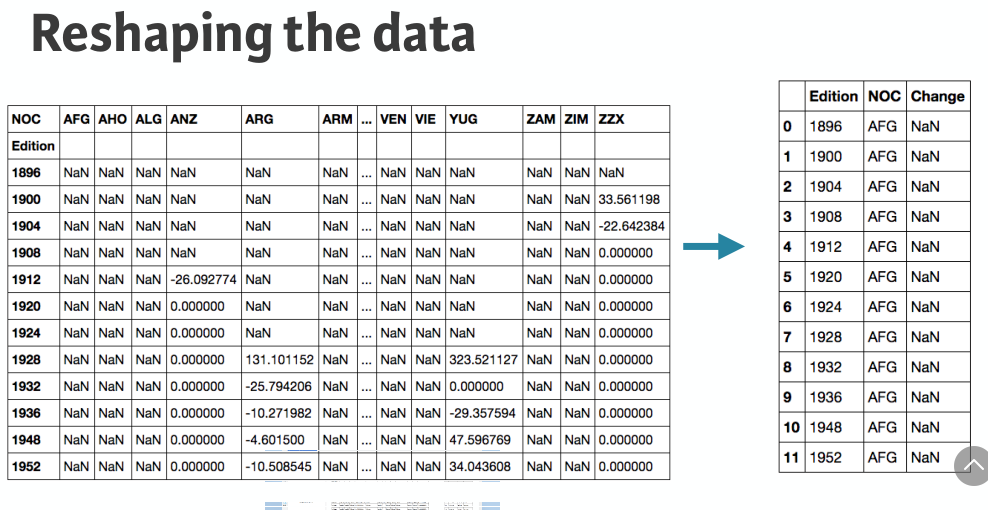 Reshaping the data
NOC AFG AHO ALG ANZ ARG ARM ... VEN VIE YUG ZAM ZIM ZZX
Edition
1896 NaN NaN NaN NaN NaN NaN ... NaN NaN NaN NaN NaN NaN
1900 NaN NaN NaN NaN NaN NaN ... NaN NaN NaN NaN NaN 33.561198
1904 NaN NaN NaN NaN NaN NaN ... NaN NaN NaN NaN NaN -22.642384
1908 NaN NaN NaN NaN NaN NaN ... NaN NaN NaN NaN NaN 0.000000
1912 NaN NaN NaN -26.092774 NaN NaN ... NaN NaN NaN NaN NaN 0.000000
1920 NaN NaN NaN 0.000000 NaN NaN ... NaN NaN NaN NaN NaN 0.000000
1924 NaN NaN NaN 0.000000 NaN NaN ... NaN NaN NaN NaN NaN 0.000000
1928 NaN NaN NaN 0.000000 131.101152 NaN ... NaN NaN 323.521127 NaN NaN 0.000000
1932 NaN NaN NaN 0.000000 -25.794206 NaN ... NaN NaN 0.000000 NaN NaN 0.000000
1936 NaN NaN NaN 0.000000 -10.271982 NaN ... NaN NaN -29.357594 NaN NaN 0.000000
1948 NaN NaN NaN 0.000000 -4.601500 NaN ... NaN NaN 47.596769 NaN NaN 0.000000
1952 NaN NaN NaN 0.000000 -10.508545 NaN ... NaN NaN 34.043608 NaN NaN 0.000000
Edition NOC Change
0 1896 AFG NaN
1 1900 AFG NaN
2 1904 AFG NaN
3 1908 AFG NaN
4 1912 AFG NaN
5 1920 AFG NaN
6 1924 AFG NaN
7 1928 AFG NaN
8 1932 AFG NaN
9 1936 AFG NaN
10 1948 AFG NaN
11 1952 AFG NaN